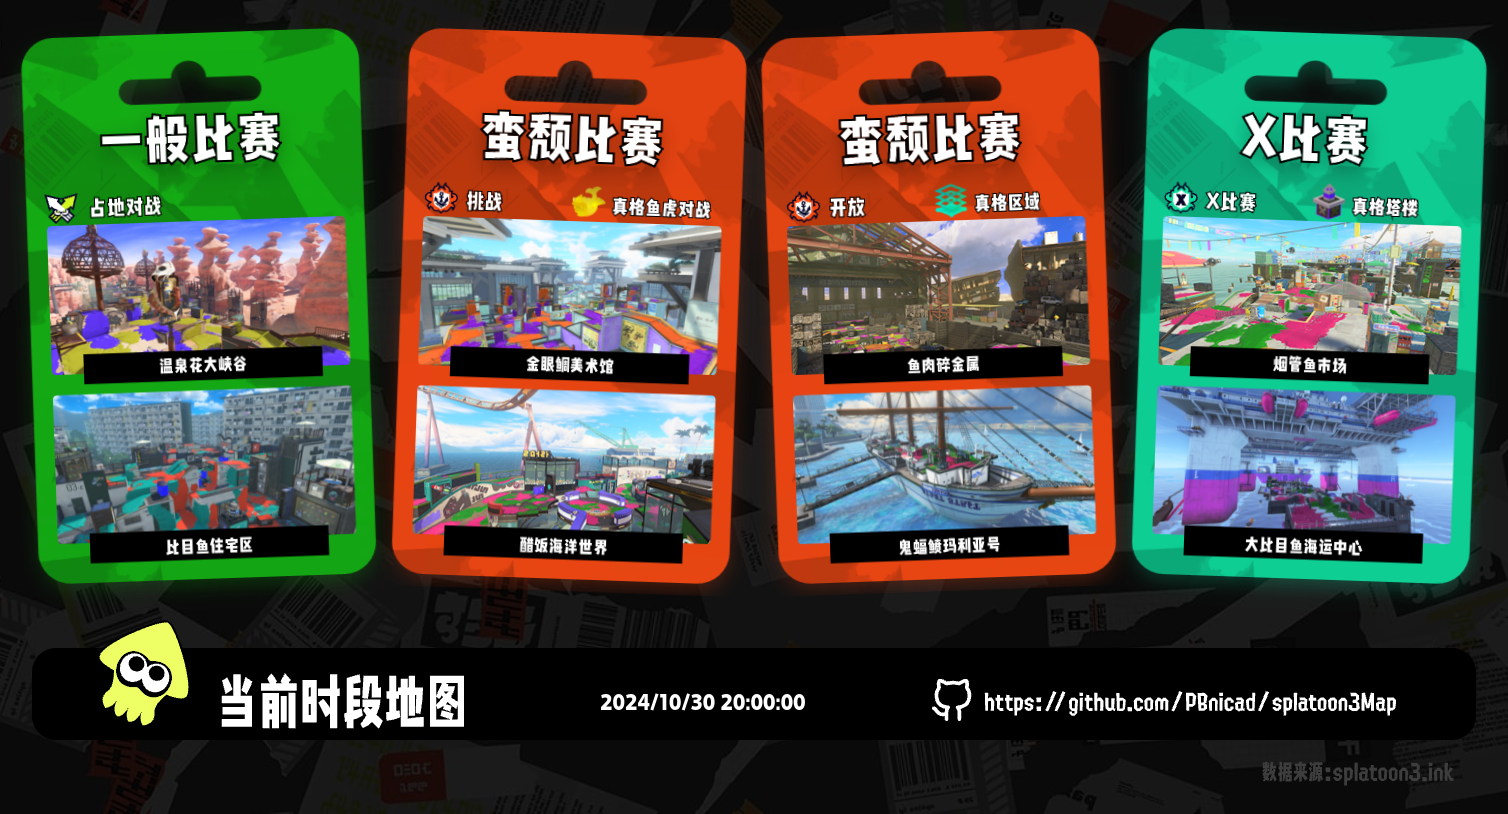 一般比赛
占地对战
温泉花大峡谷
比目鱼住宅区
蛮颓比赛
挑战
真格鱼虎对战
金眼鲷美术馆
醋饭海洋世界
蛮颓比赛
开放
真格区域
鱼肉碎金属
鬼蝠鲼玛利亚号
X比赛
X比赛
真格塔楼
烟管鱼市场
大比目鱼海运中心
当前时段地图
2024/10/30 20:00:00
https://github.com/PBnicad/splatoon3Map
数据来源:splatoon3.ink